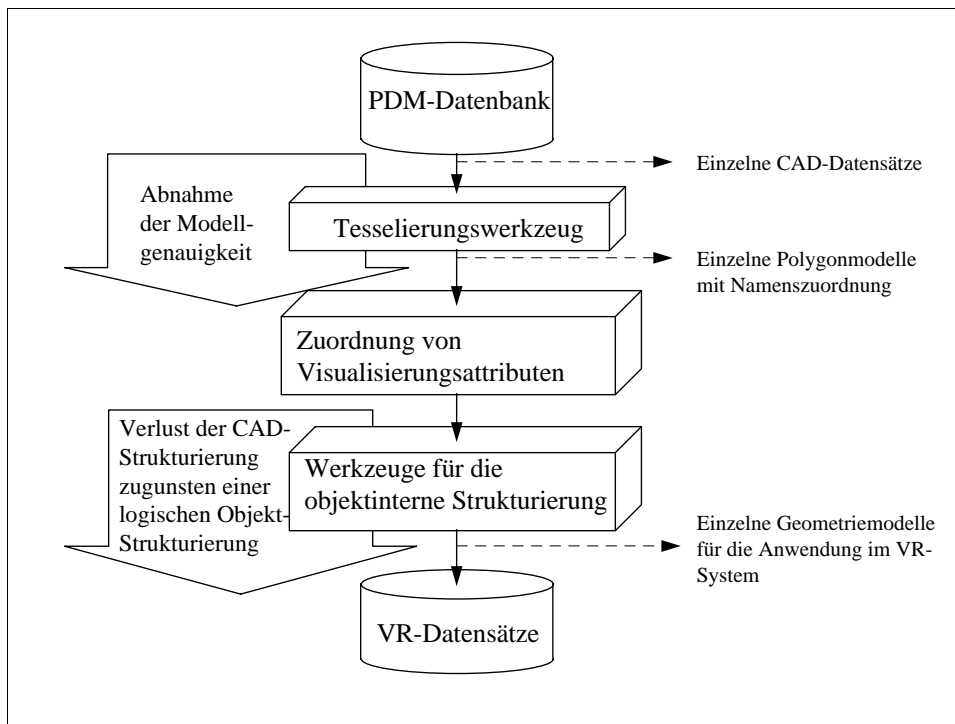 PDM-Datenbank
Einzelne CAD-Datensätze
Abnahme
der Modell-
genauigkeit
Tesselierungswerkzeug
Einzelne Polygonmodelle
mit Namenszuordnung
Zuordnung von
Visualisierungsattributen
Verlust der CAD-
Strukturierung
zugunsten einer
logischen Objekt-
Strukturierung
Werkzeuge für die
objektinterne Strukturierung
Einzelne Geometriemodelle
für die Anwendung im VR-
System
VR-Datensätze